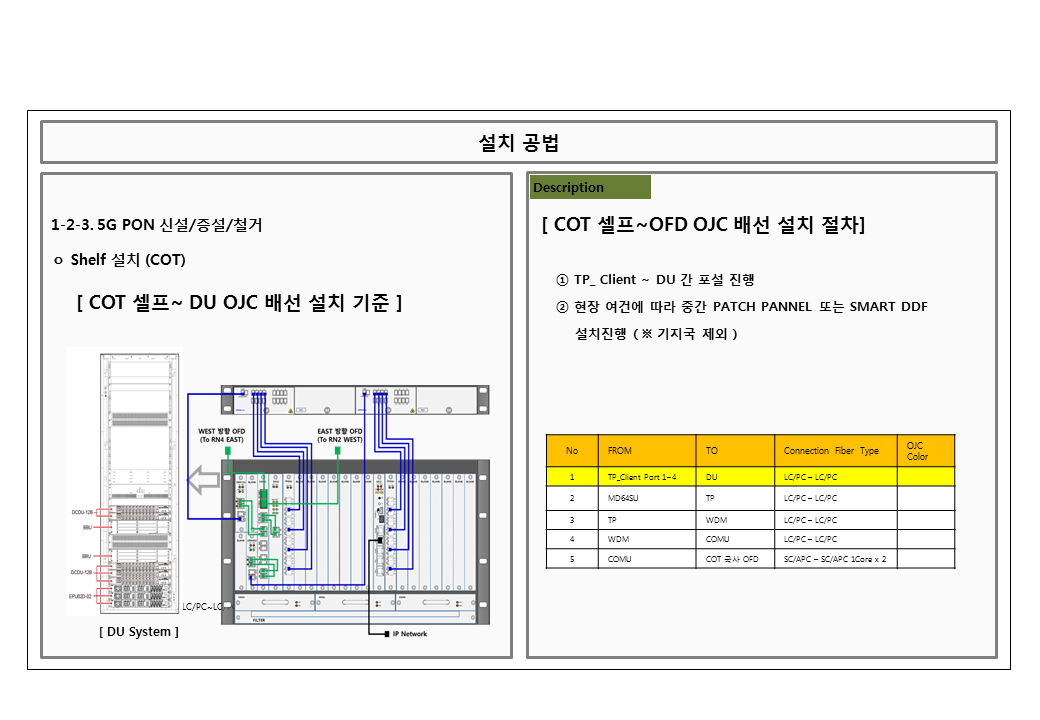 설치 공법
1-2-3. 5G PON 신설/증설/철거
ㅇ Shelf 설치 (COT)
[ COT 셀프~ DU OJC 배선 설치 기준 ]
WEST 방향 OFD
(To RN4 EAST)
EAST 방향 OFD
(To RN2 WEST)
DCDU-12B
BBU
BBU
DCDU-12B
EPU02D-02
LC/PC~LC
FILTER
IP Network
[ DU System ]
Description
[ COT 셀프~OFD OJC 배선 설치 절차]
① TP_ Client ~ DU 간 포설 진행
② 현장 여건에 따라 중간 PATCH PANNEL 또는 SMART DDF
설치진행 ( ※ 기지국 제외 )
No FROM TO Connection Fiber Type OJC Color
1 TP_Client Port 1~4 DU LC/PC – LC/PC
2 MD64SU TP LC/PC – LC/PC
3 TP WDM LC/PC – LC/PC
4 WDM COMU LC/PC – LC/PC
5 COMU COT 국사 OFD SC/APC – SC/APC 1Core x 2